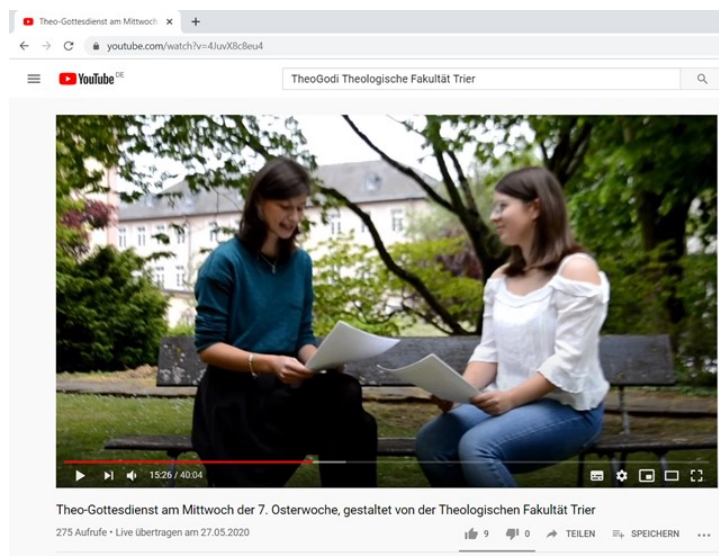 Theo-Gottesdienst am Mittwoch
youtube.com/watch?v=4JuvX8c8eu4
YouTube DE
TheoGodi Theologische Fakultät Trier
15:26 / 40:04
Theo-Gottesdienst am Mittwoch der 7. Osterwoche, gestaltet von der Theologischen Fakultät Trier
275 Aufrufe • Live übertragen am 27.05.2020
9
0
TEILEN
SPEICHERN